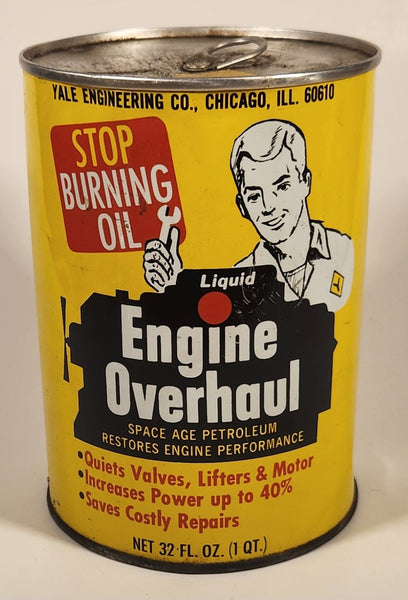 YALE ENGINEERING CO., CHICAGO, ILL. 60610
STOP
BURNING
OIL
Liquid
Engine
Overhaul
SPACE AGE PETROLEUM
RESTORES ENGINE PERFORMANCE
•Quiets Valves, Lifters & Motor
•Increases Power up to 40%
•Saves Costly Repairs
NET 32 FL. OZ. (1 QT.)